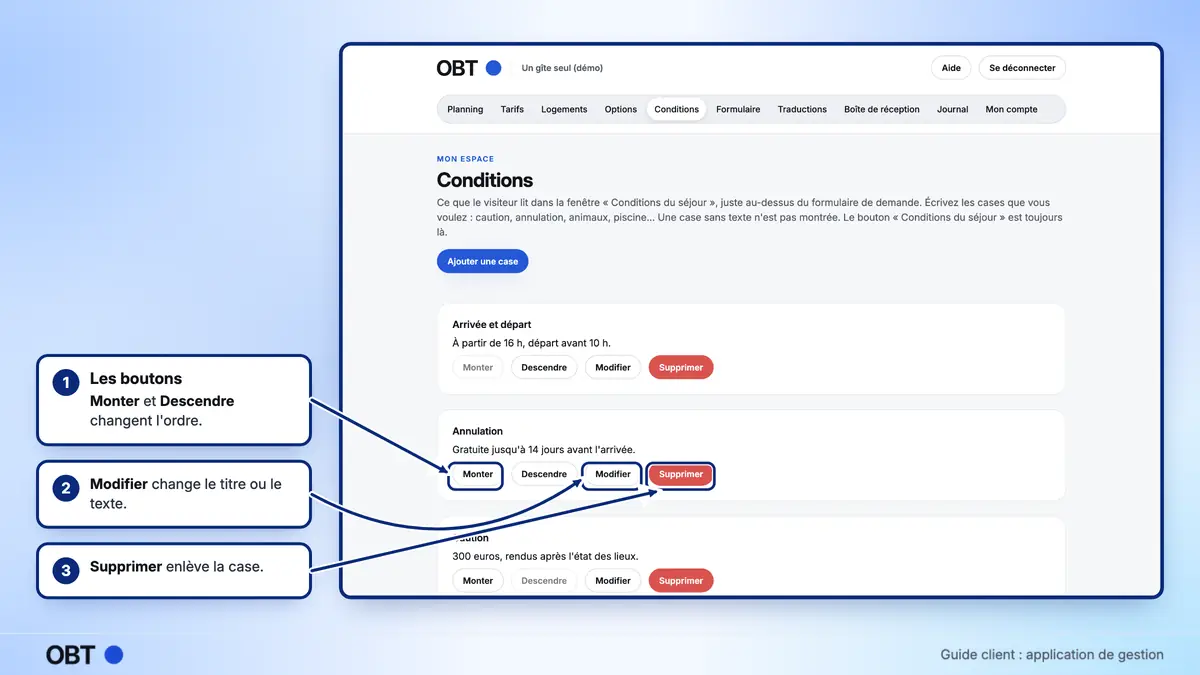 OBT
Un gîte seul (démo)
Aide
Se déconnecter
Planning
Tarifs
Logements
Options
Conditions
Formulaire
Traductions
Boîte de réception
Journal
Mon compte
MON ESPACE
Conditions
Ce que le visiteur lit dans la fenêtre « Conditions du séjour », juste au-dessus du formulaire de demande. Écrivez les cases que vous
voulez : caution, annulation, animaux, piscine... Une case sans texte n'est pas montrée. Le bouton « Conditions du séjour » est toujours
là.
Ajouter une case
Arrivée et départ
À partir de 16 h, départ avant 10 h.
Monter
Descendre
Modifier
Supprimer
Annulation
Gratuite jusqu'à 14 jours avant l'arrivée.
Monter
Descendre
Modifier
Supprimer
300 euros, rendus après l'état des lieux.
Monter
Descendre
Modifier
Supprimer
1
Les boutons
Monter et Descendre
changent l'ordre.
2
Modifier change le titre ou le
texte.
3
Supprimer enlève la case.
OBT
Guide client : application de gestion